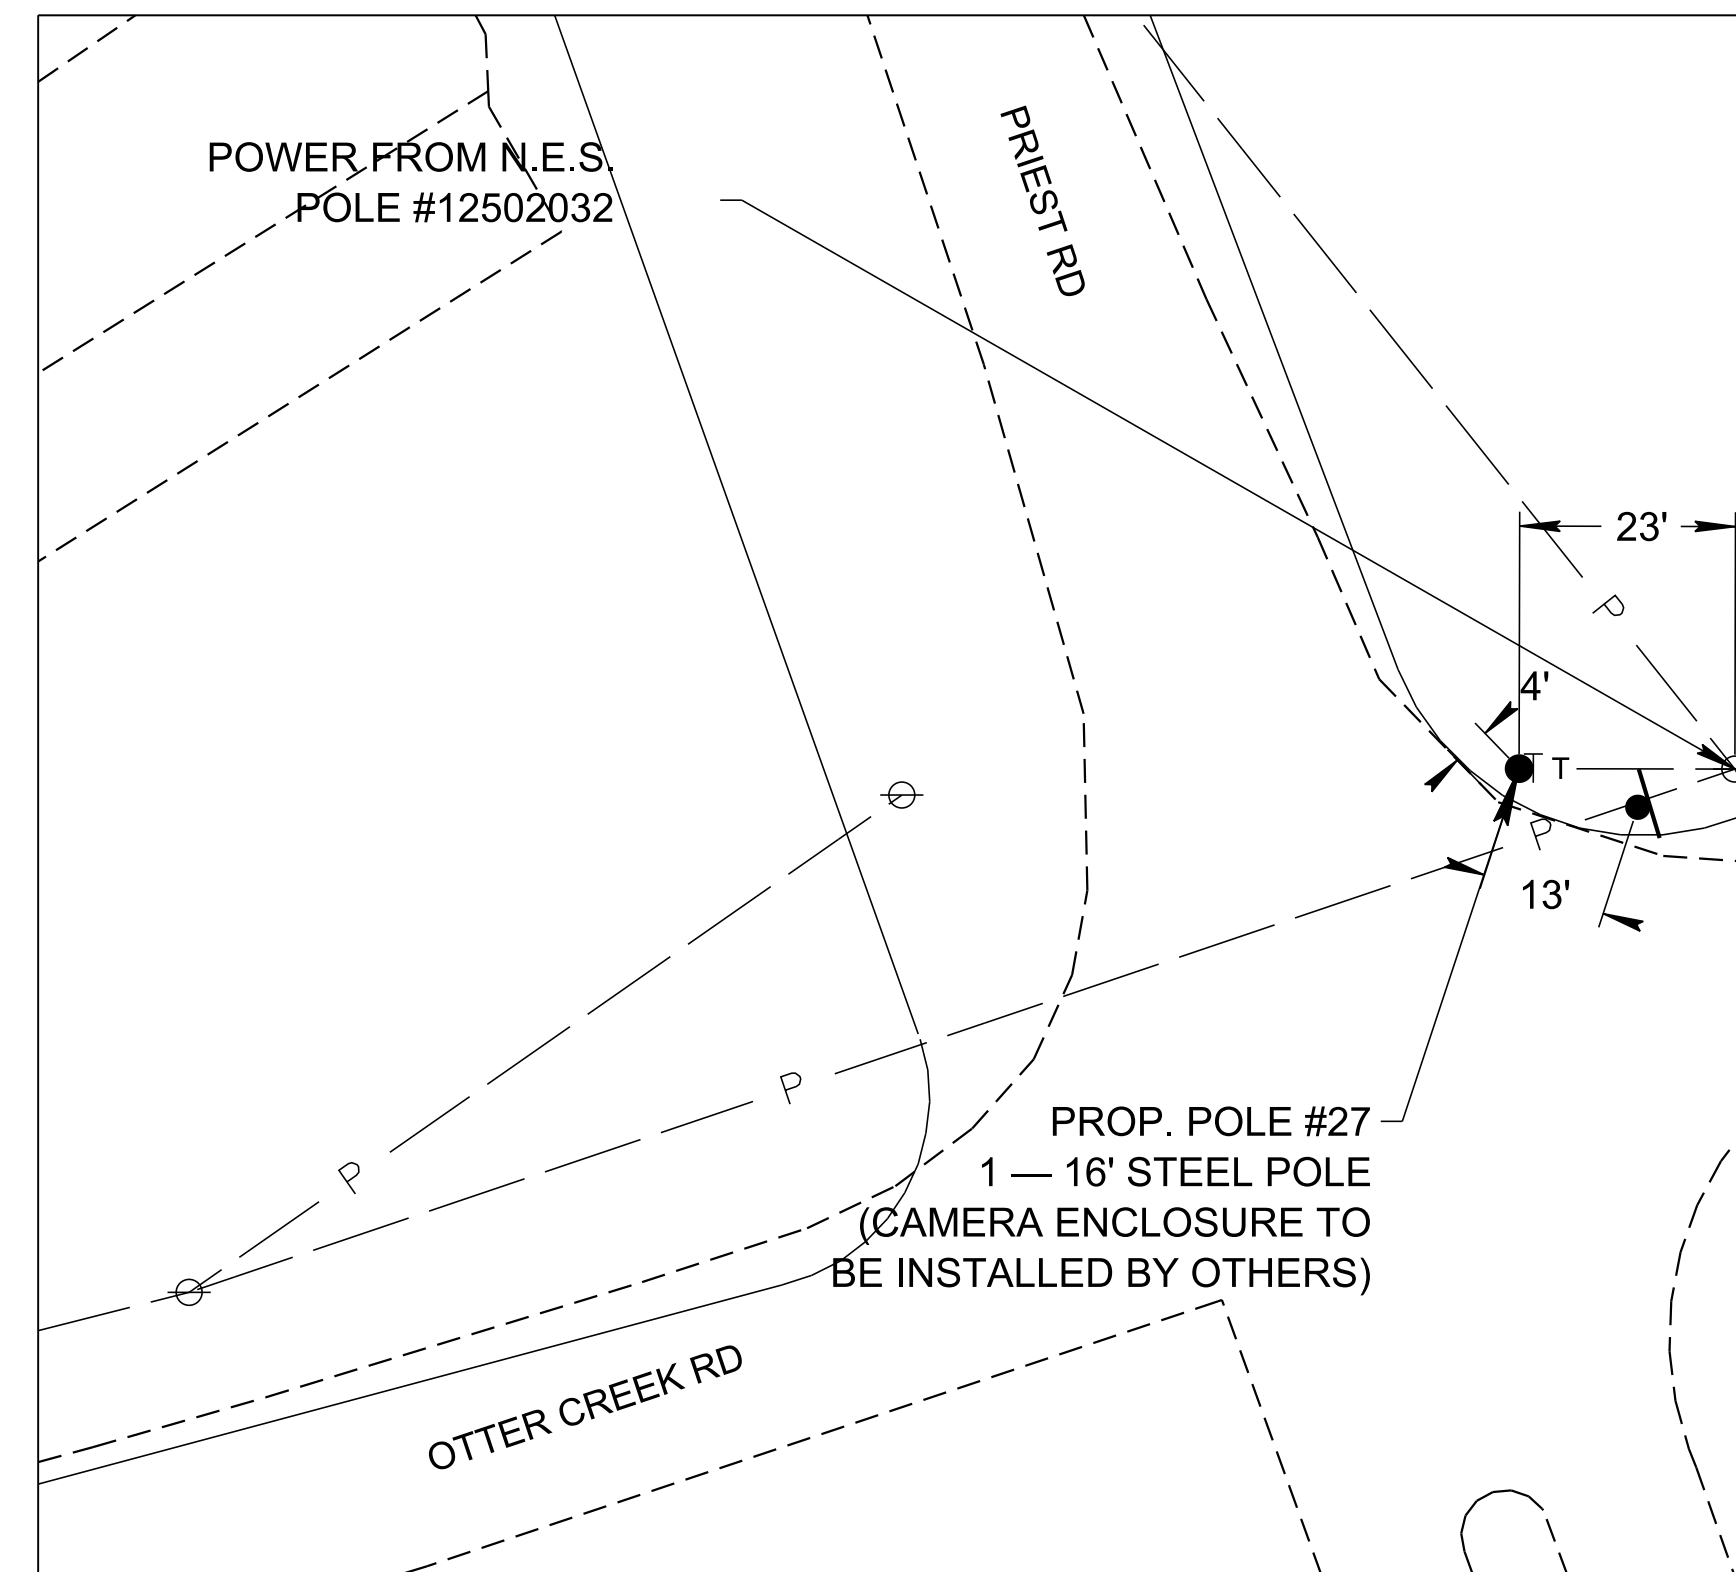 POWER FROM N.E.S.
POLE #12502032
PRIEST RD
23'
P
4'
T T
P
13'
P
P
PROP. POLE #27
1 — 16' STEEL POLE
(CAMERA ENCLOSURE TO
BE INSTALLED BY OTHERS)
OTTER CREEK RD